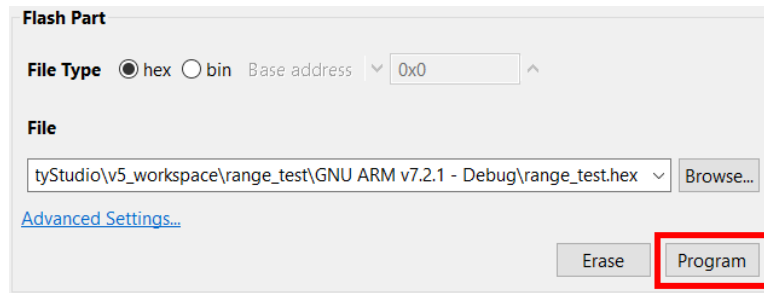 Flash Part
File Type hex bin Base address 0x0
File
tyStudio\v5_workspace\range_test\GNU ARM v7.2.1 - Debug\range_test.hex Browse...
Advanced Settings...
Erase Program